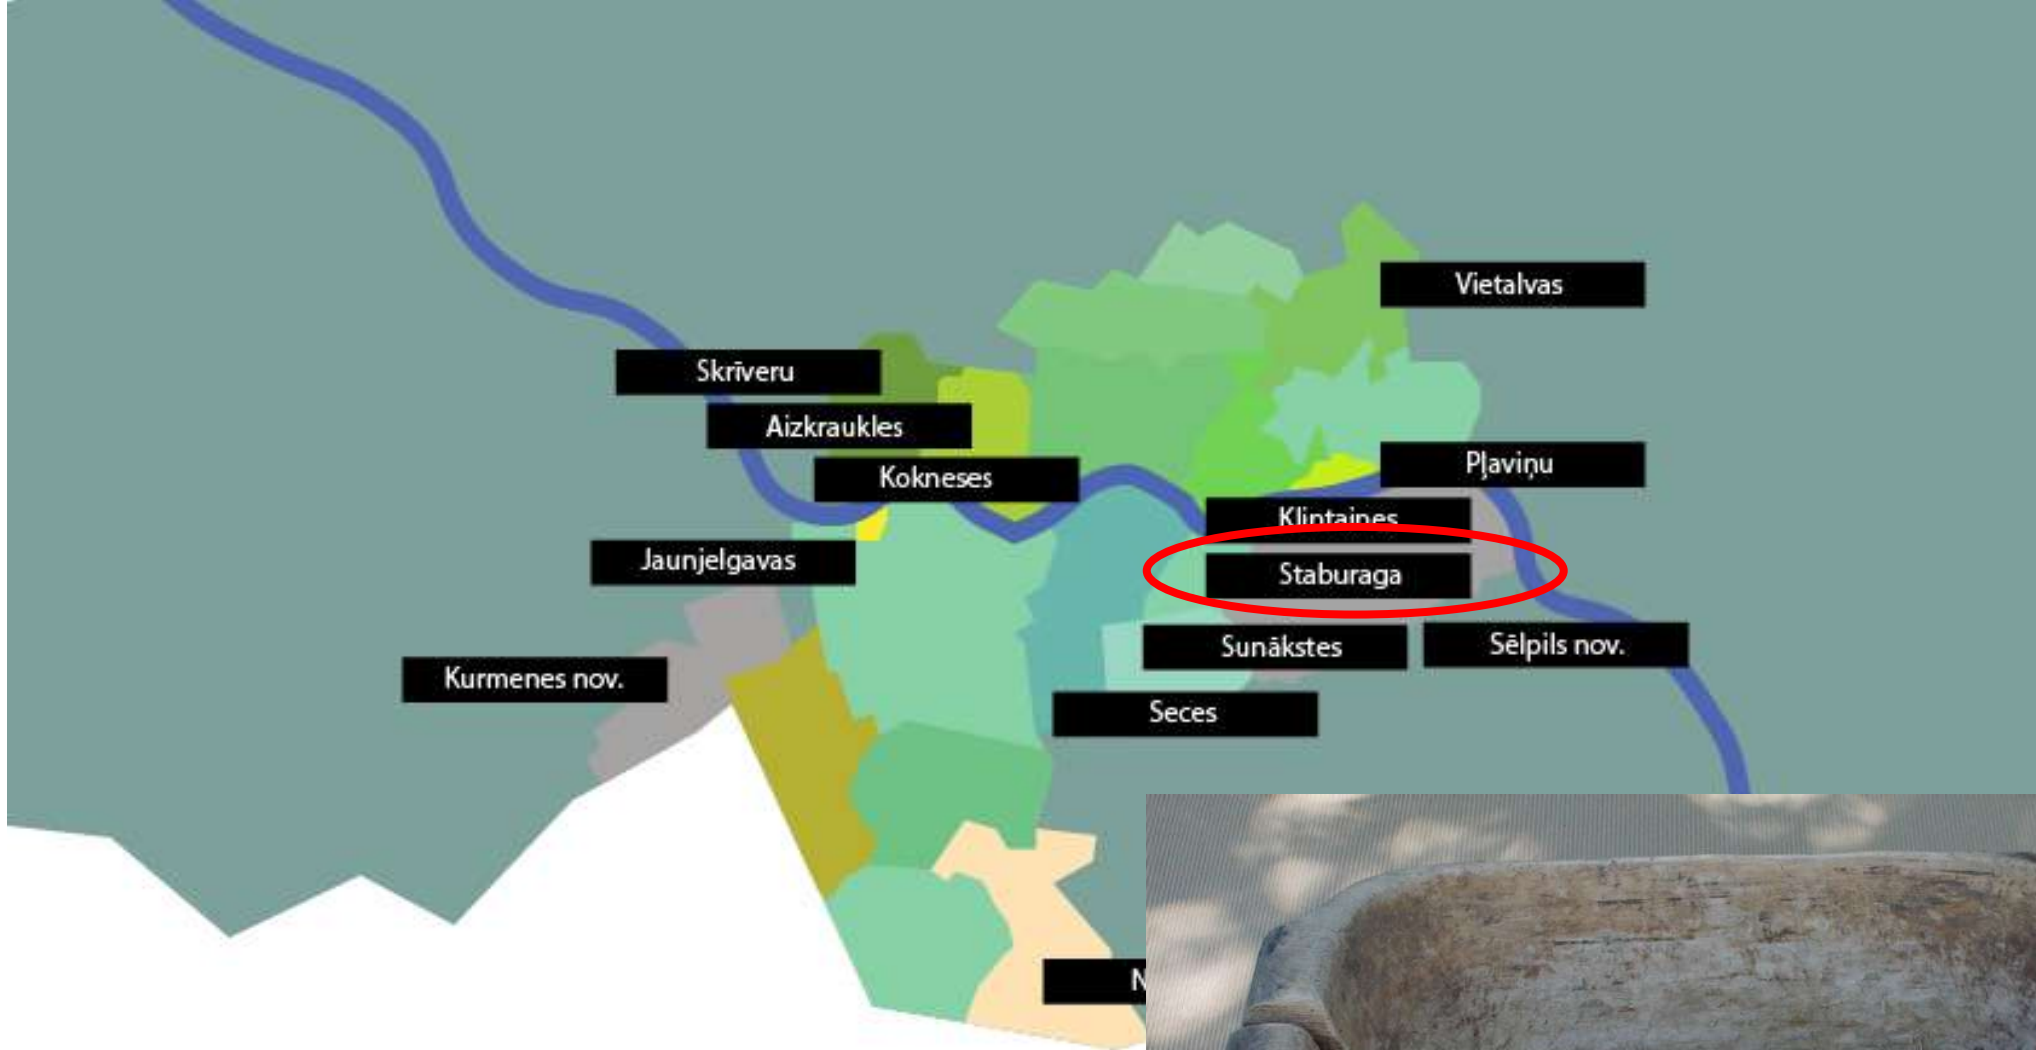 Vietalvas
Skrīveru
Aizkraukles
Pļaviņu
Kokneses
Klintaines
Jaunjelgavas
Staburaga
Sunākstes
Sēlpils nov.
Kurmenes nov.
Seces
N